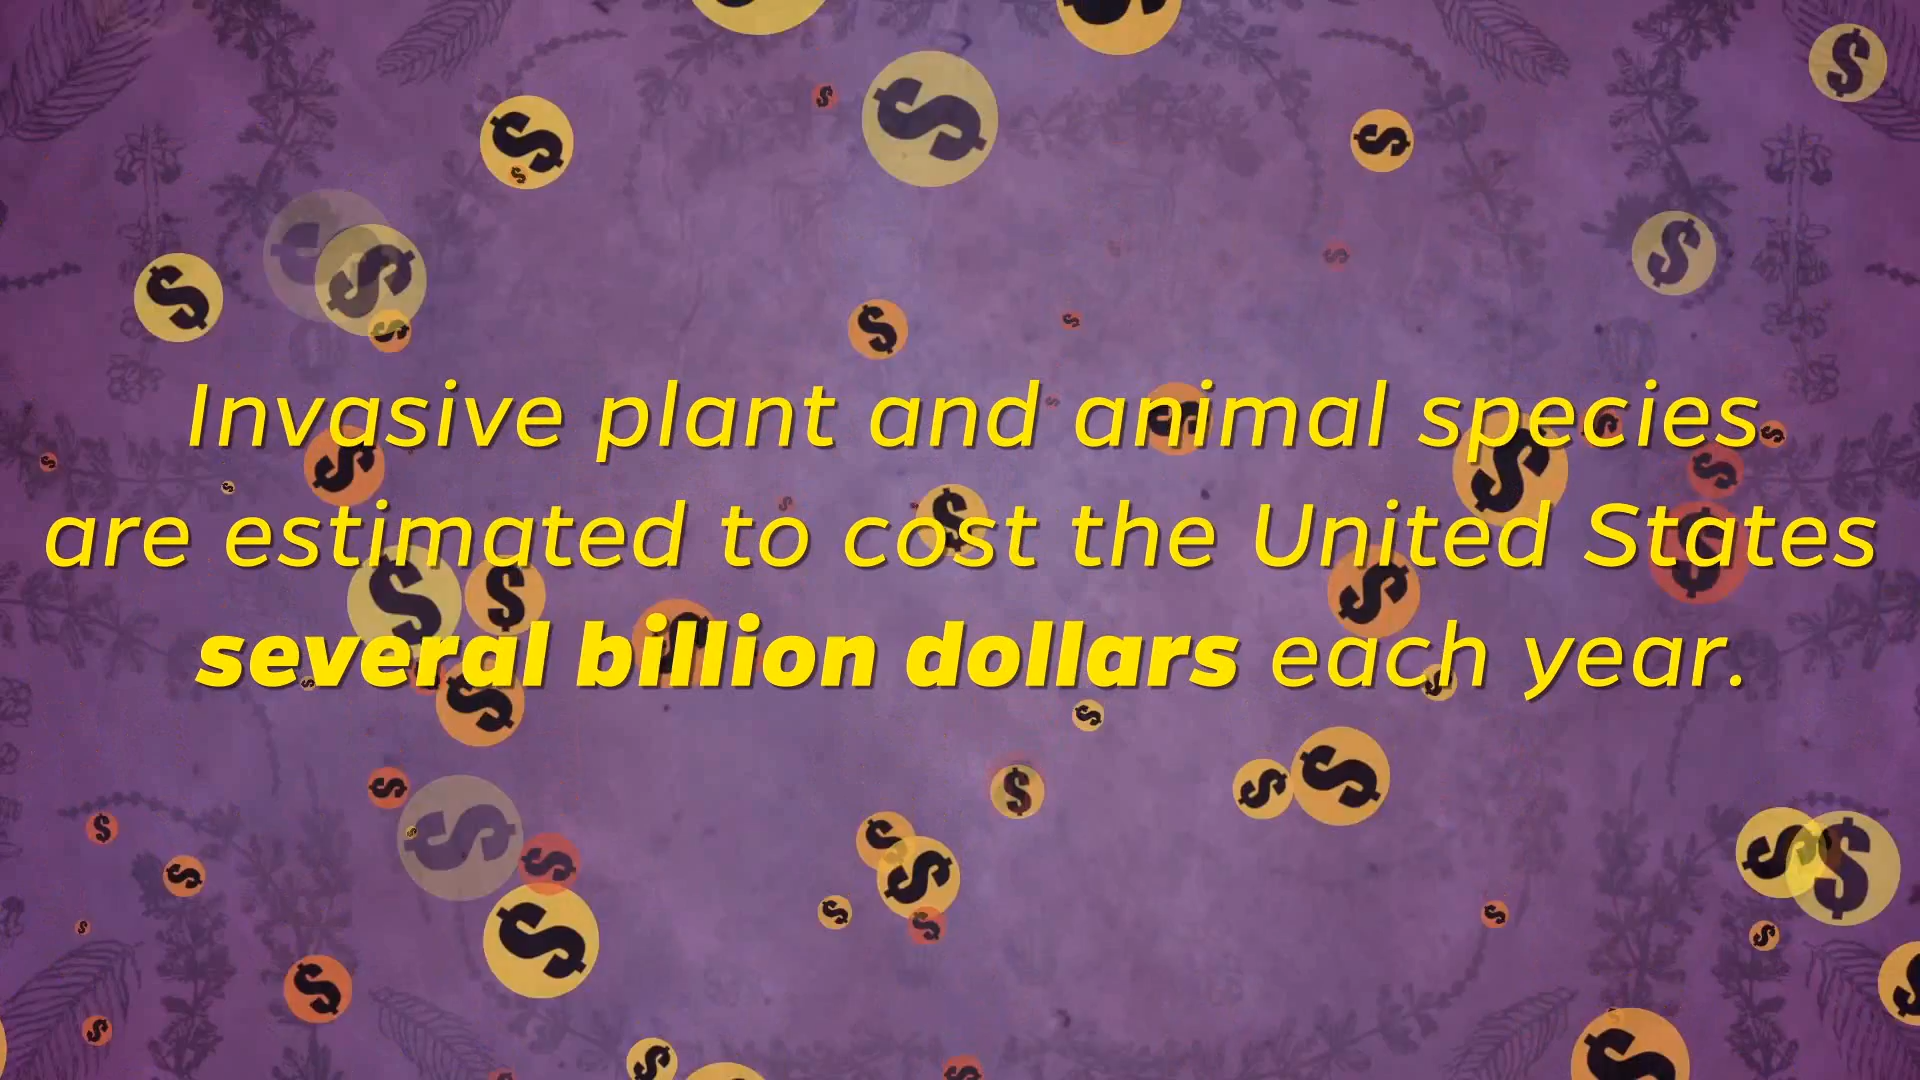 Invasive plant and animal species
are estimated to cost the United States
several billion dollars each year.